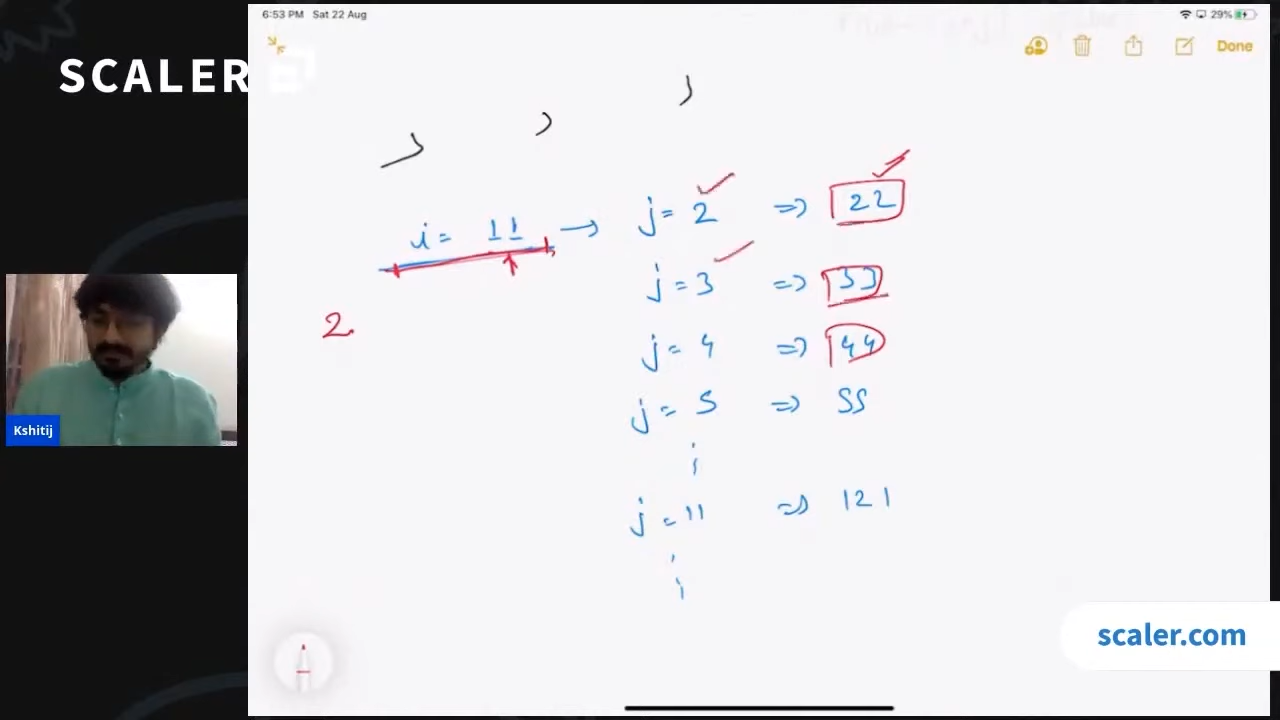 6:53 PM Sat 22 Aug
29%
Done
SCALER
i = 11 → j = 2 => 22
j = 3 => 33
2
j = 4 => 44
j = 5 => 55
j = 11 => 121
Kshitij
scaler.com